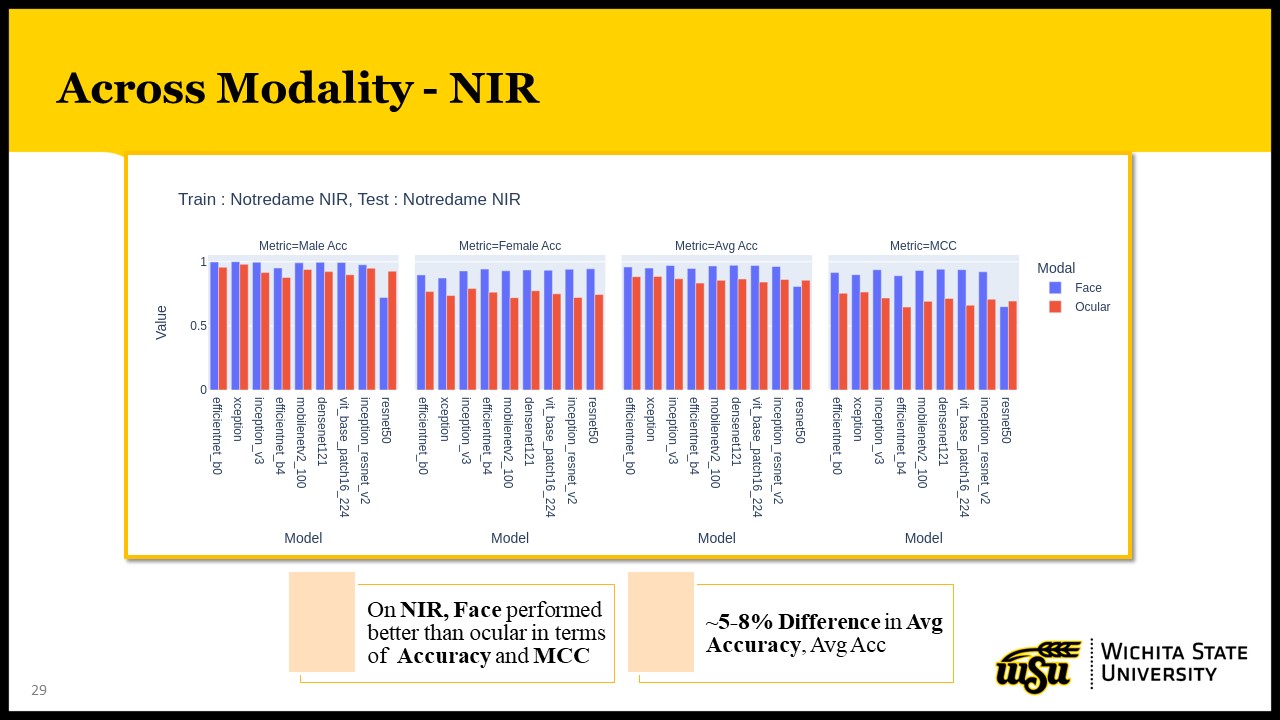 Across Modality - NIR
Train : Notredame NIR, Test : Notredame NIR
Metric=Male Acc
Metric=Female Acc
Metric=Avg Acc
Metric=MCC
Value
1
0.5
0
Modal
Face
Ocular
efficientnet_b0
xception
inception_v3
efficientnet_b4
mobilenetv2_100
densenet121
vit_base_patch16_224
inception_resnet_v2
resnet50
efficientnet_b0
xception
inception_v3
efficientnet_b4
mobilenetv2_100
densenet121
vit_base_patch16_224
inception_resnet_v2
resnet50
efficientnet_b0
xception
inception_v3
efficientnet_b4
mobilenetv2_100
densenet121
vit_base_patch16_224
inception_resnet_v2
resnet50
efficientnet_b0
xception
inception_v3
efficientnet_b4
mobilenetv2_100
densenet121
vit_base_patch16_224
inception_resnet_v2
resnet50
Model
Model
Model
Model
On NIR, Face performed
better than ocular in terms
of Accuracy and MCC
~5-8% Difference in Avg
Accuracy, Avg Acc
wsu
WICHITA STATE
UNIVERSITY
29